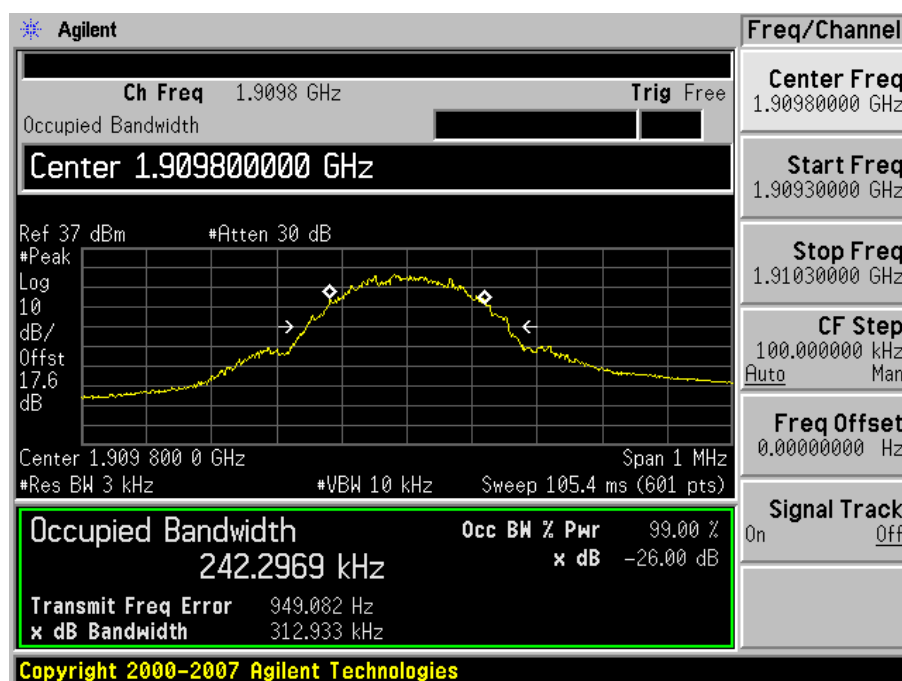 Agilent
Freq/Channel
Ch Freq 1.9098 GHz Trig Free
Occupied Bandwidth
Center 1.909800000 GHz
Ref 37 dBm #Atten 30 dB
#Peak
Log
10
dB/
Offst
17.6
dB
Center 1.909 800 0 GHz Span 1 MHz
#Res BW 3 kHz #VBW 10 kHz Sweep 105.4 ms (601 pts)
Occupied Bandwidth Occ BW % Pwr 99.00 %
242.2969 kHz x dB -26.00 dB
Transmit Freq Error 949.082 Hz
x dB Bandwidth 312.933 kHz
Copyright 2000-2007 Agilent Technologies
Center Freq
1.90980000 GHz
Start Freq
1.90930000 GHz
Stop Freq
1.91030000 GHz
CF Step
100.000000 kHz
Auto Man
Freq Offset
0.00000000 Hz
Signal Track
On Off